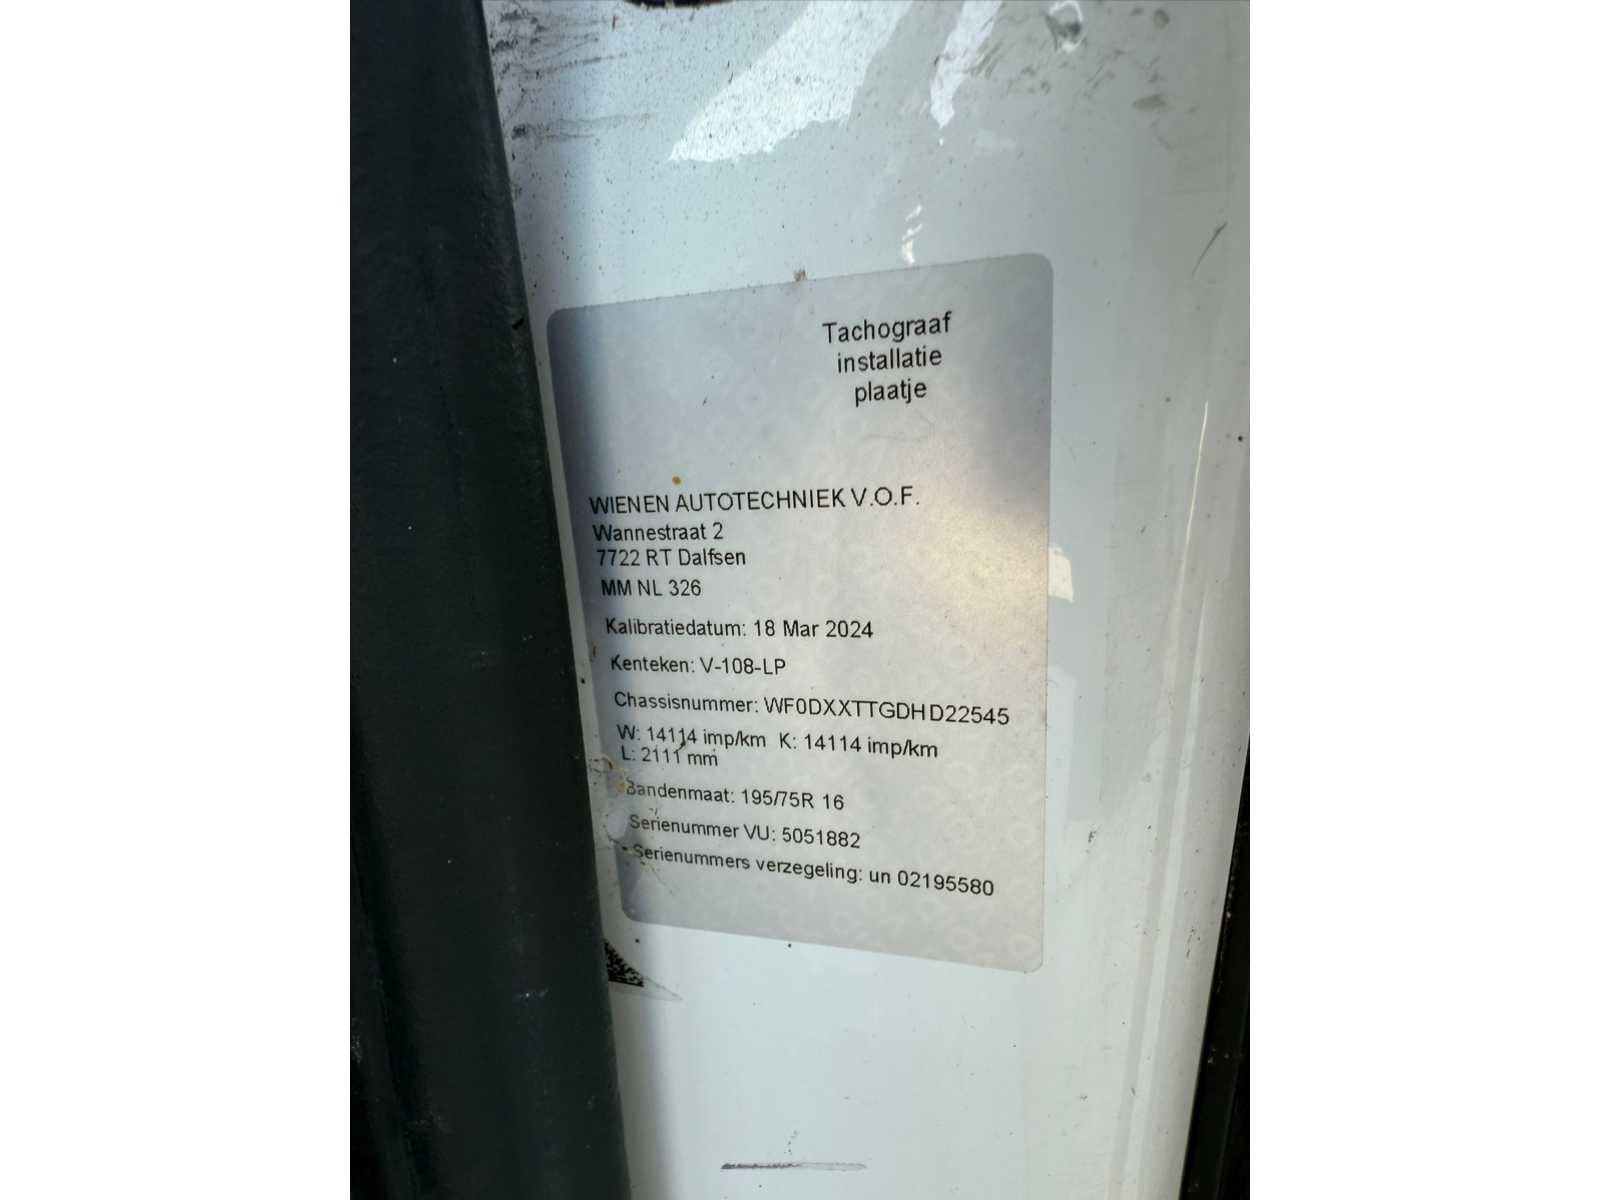 Tachograaf
installatie
plaatje
WIENEN AUTOTECHNIEK V.O.F.
Wannestraat 2
7722 RT Dalfsen
MM NL 326
Kalibratiedatum: 18 Mar 2024
Kenteken: V-108-LP
Chassisnummer: WF0DXXTTGDHD22545
W: 14114 imp/km K: 14114 imp/km
L: 2111 mm
Bandenmaat: 195/75R 16
Serienummer VU: 5051882
Serienummers verzegeling: un 02195580